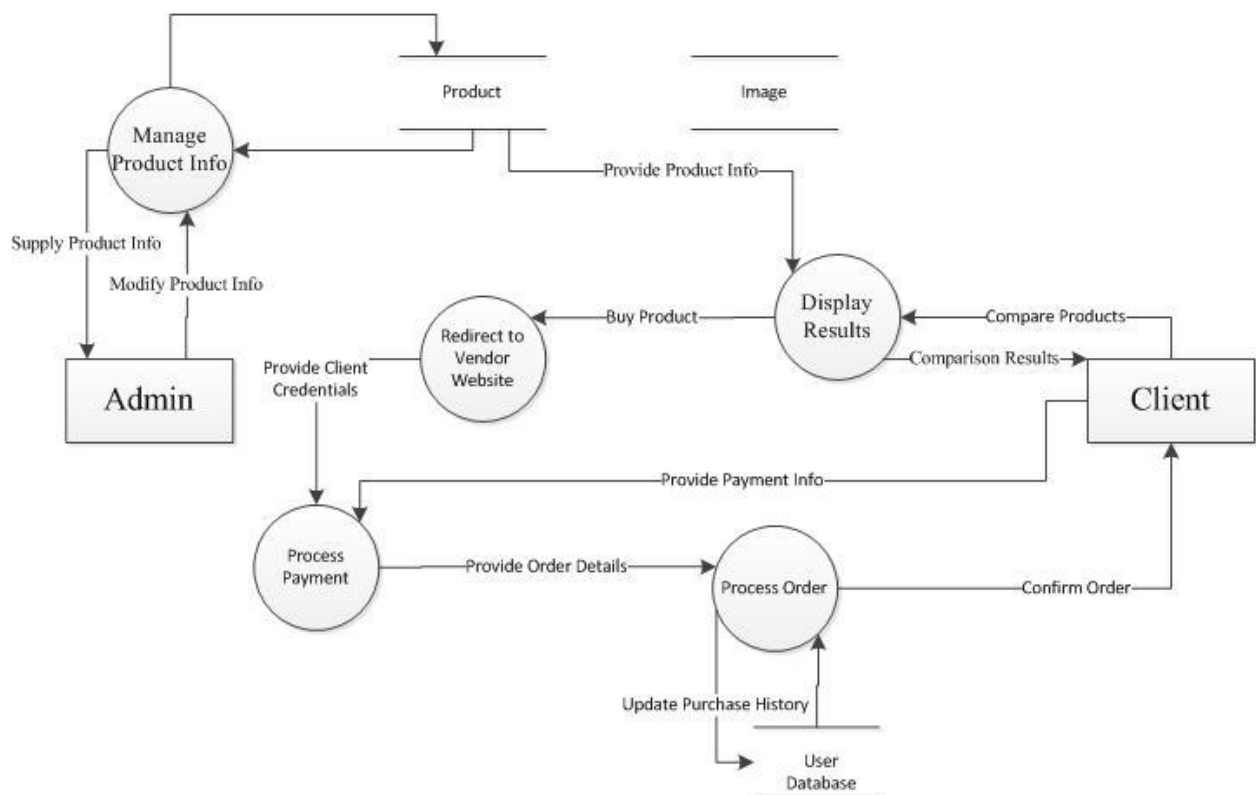 Product
Image
Manage
Product Info
Provide Product Info
Supply Product Info
Modify Product Info
Display
Results
Buy Product
Compare Products
Redirect to
Vendor
Website
Comparison Results
Provide Client
Credentials
Admin
Client
Provide Payment Info
Process
Payment
Provide Order Details
Process Order
Confirm Order
Update Purchase History
User
Database